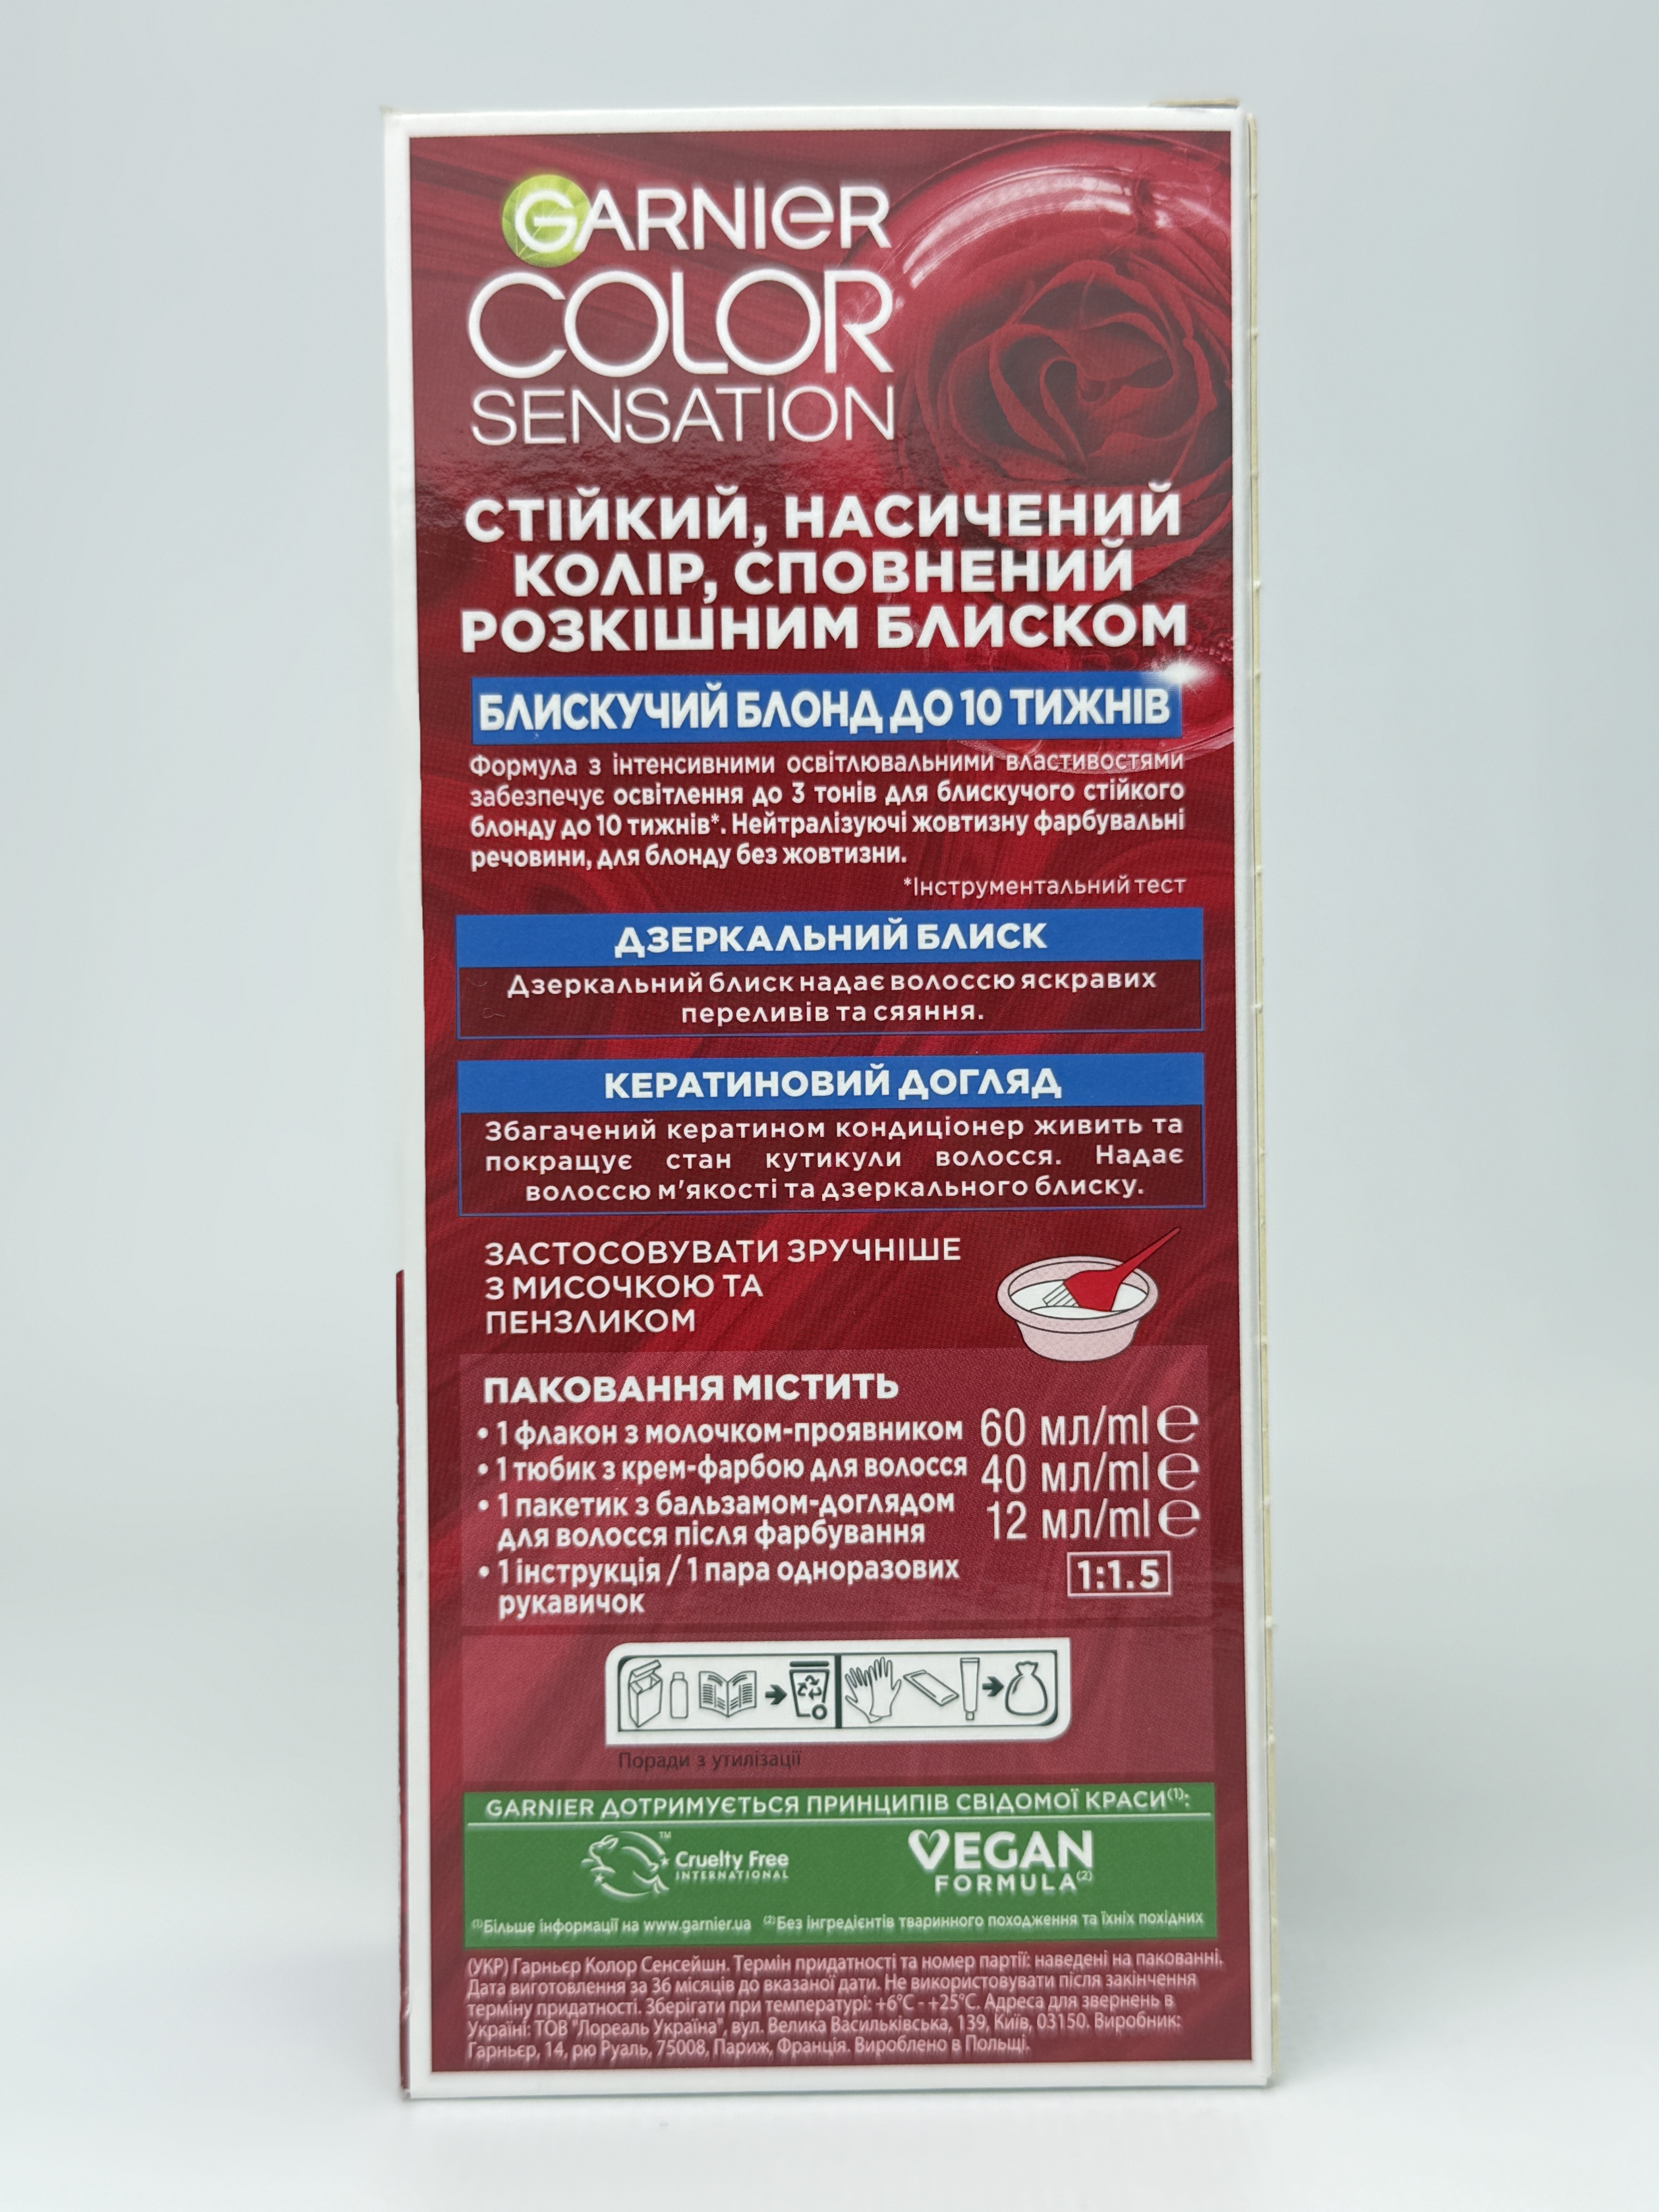 GARNIER
COLOR
SENSATION
СТІЙКИЙ, НАСИЧЕНИЙ
КОЛІР, СПОВНЕНИЙ
РОЗКІШНИМ БЛИСКОМ
БЛИСКУЧИЙ БЛОНД ДО 10 ТИЖНІВ
Формула з інтенсивними освітлювальними властивостями
забезпечує освітлення до 3 тонів для блискучого стійкого
блонду до 10 тижнів*. Нейтралізуючі жовтизну фарбувальні
речовини, для блонду без жовтизни.
*Інструментальний тест
ДЗЕРКАЛЬНИЙ БЛИСК
Дзеркальний блиск надає волоссю яскравих
переливів та сяяння.
КЕРАТИНОВИЙ ДОГЛЯД
Збагачений кератином кондиціонер живить та
покращує стан кутикули волосся. Надає
волоссю м'якості та дзеркального блиску.
ЗАСТОСОВУВАТИ ЗРУЧНІШЕ
З МИСОЧКОЮ ТА
ПЕНЗЛИКОМ
ПАКОВАННЯ МІСТИТЬ
• 1 флакон з молочком-проявником 60 мл/ml ℮
• 1 тюбик з крем-фарбою для волосся 40 мл/ml ℮
• 1 пакетик з бальзамом-доглядом 12 мл/ml ℮
для волосся після фарбування
• 1 інструкція / 1 пара одноразових 1:1.5
рукавичок
Поради з утилізації
GARNIER ДОТРИМУЄТЬСЯ ПРИНЦИПІВ СВІДОМОЇ КРАСИ⁽¹⁾:
TM
Cruelty Free
INTERNATIONAL
VEGAN
FORMULA⁽²⁾
⁽¹⁾Більше інформації на www.garnier.ua ⁽²⁾Без інгредієнтів тваринного походження та їхніх похідних
(УКР) Гарньєр Колор Сенсейшн. Термін придатності та номер партії: наведені на пакованні.
Дата виготовлення за 36 місяців до вказаної дати. Не використовувати після закінчення
терміну придатності. Зберігати при температурі: +6°C - +25°C. Адреса для звернень в
Україні: ТОВ "Лореаль Україна", вул. Велика Васильківська, 139, Київ, 03150. Виробник:
Гарньєр, 14, рю Руаль, 75008, Париж, Франція. Вироблено в Польщі.